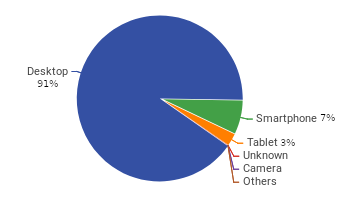 Desktop
91%
Smartphone 7%
Tablet 3%
Unknown
Camera
Others